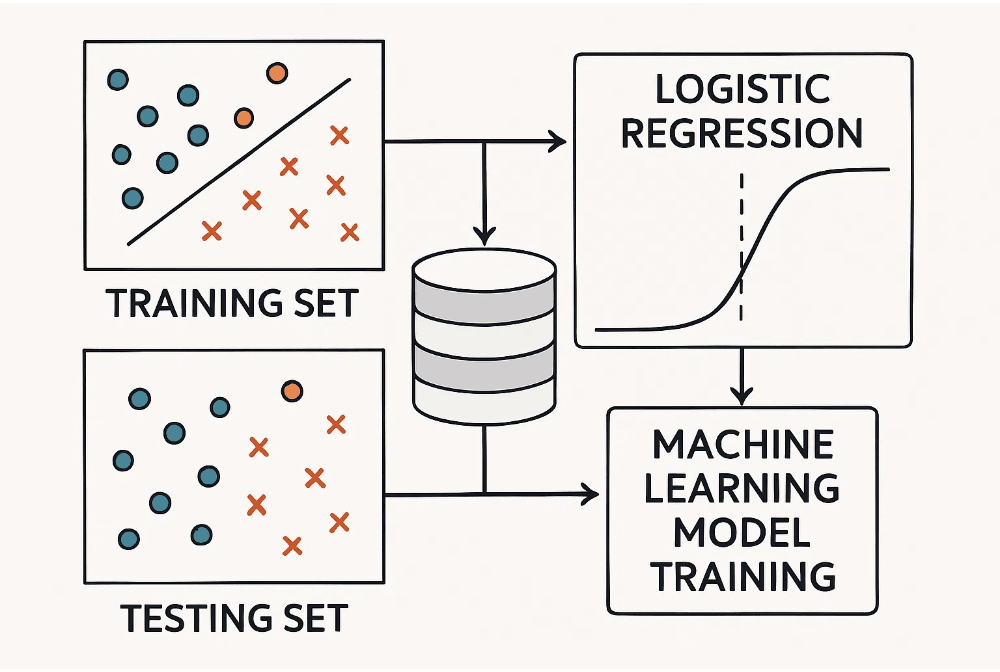 TRAINING SET
LOGISTIC
REGRESSION
TESTING SET
MACHINE
LEARNING
MODEL
TRAINING